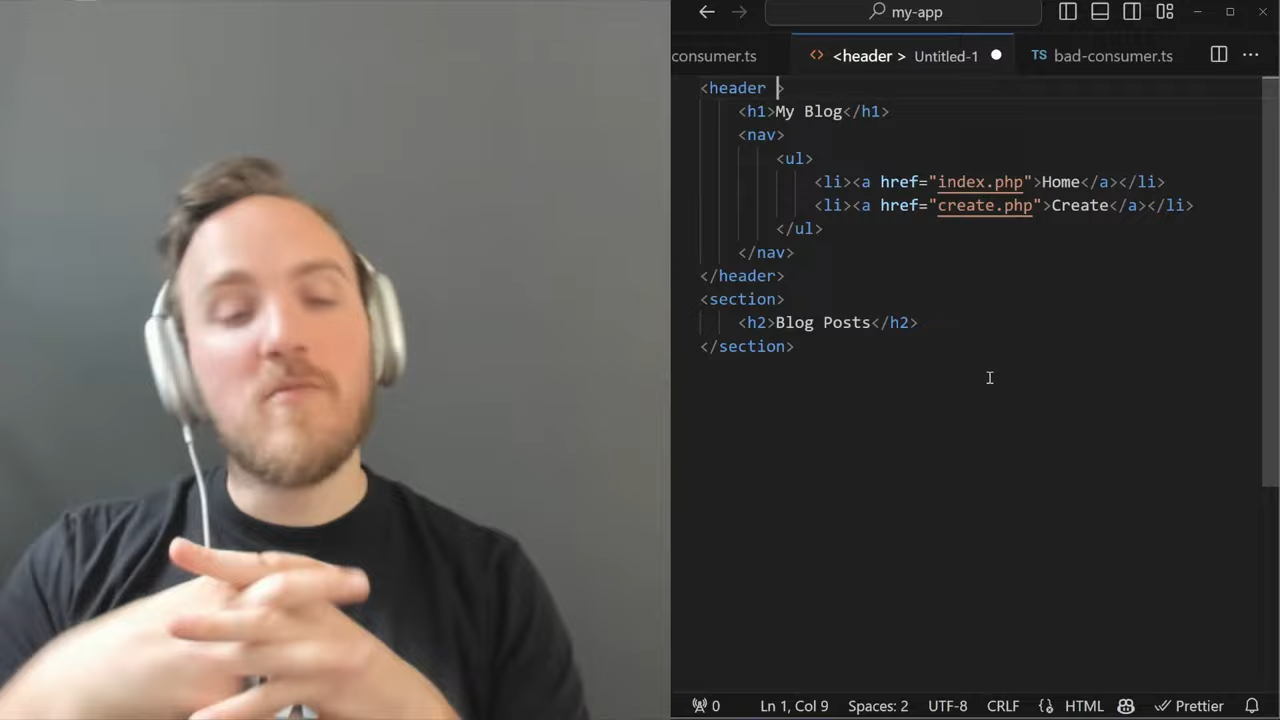 my-app
consumer.ts
<header > Untitled-1
TS bad-consumer.ts
<header >
<h1>My Blog</h1>
<nav>
<ul>
<li><a href="index.php">Home</a></li>
<li><a href="create.php">Create</a></li>
</ul>
</nav>
</header>
<section>
<h2>Blog Posts</h2>
</section>
0 Ln 1, Col 9 Spaces: 2 UTF-8 CRLF HTML Prettier